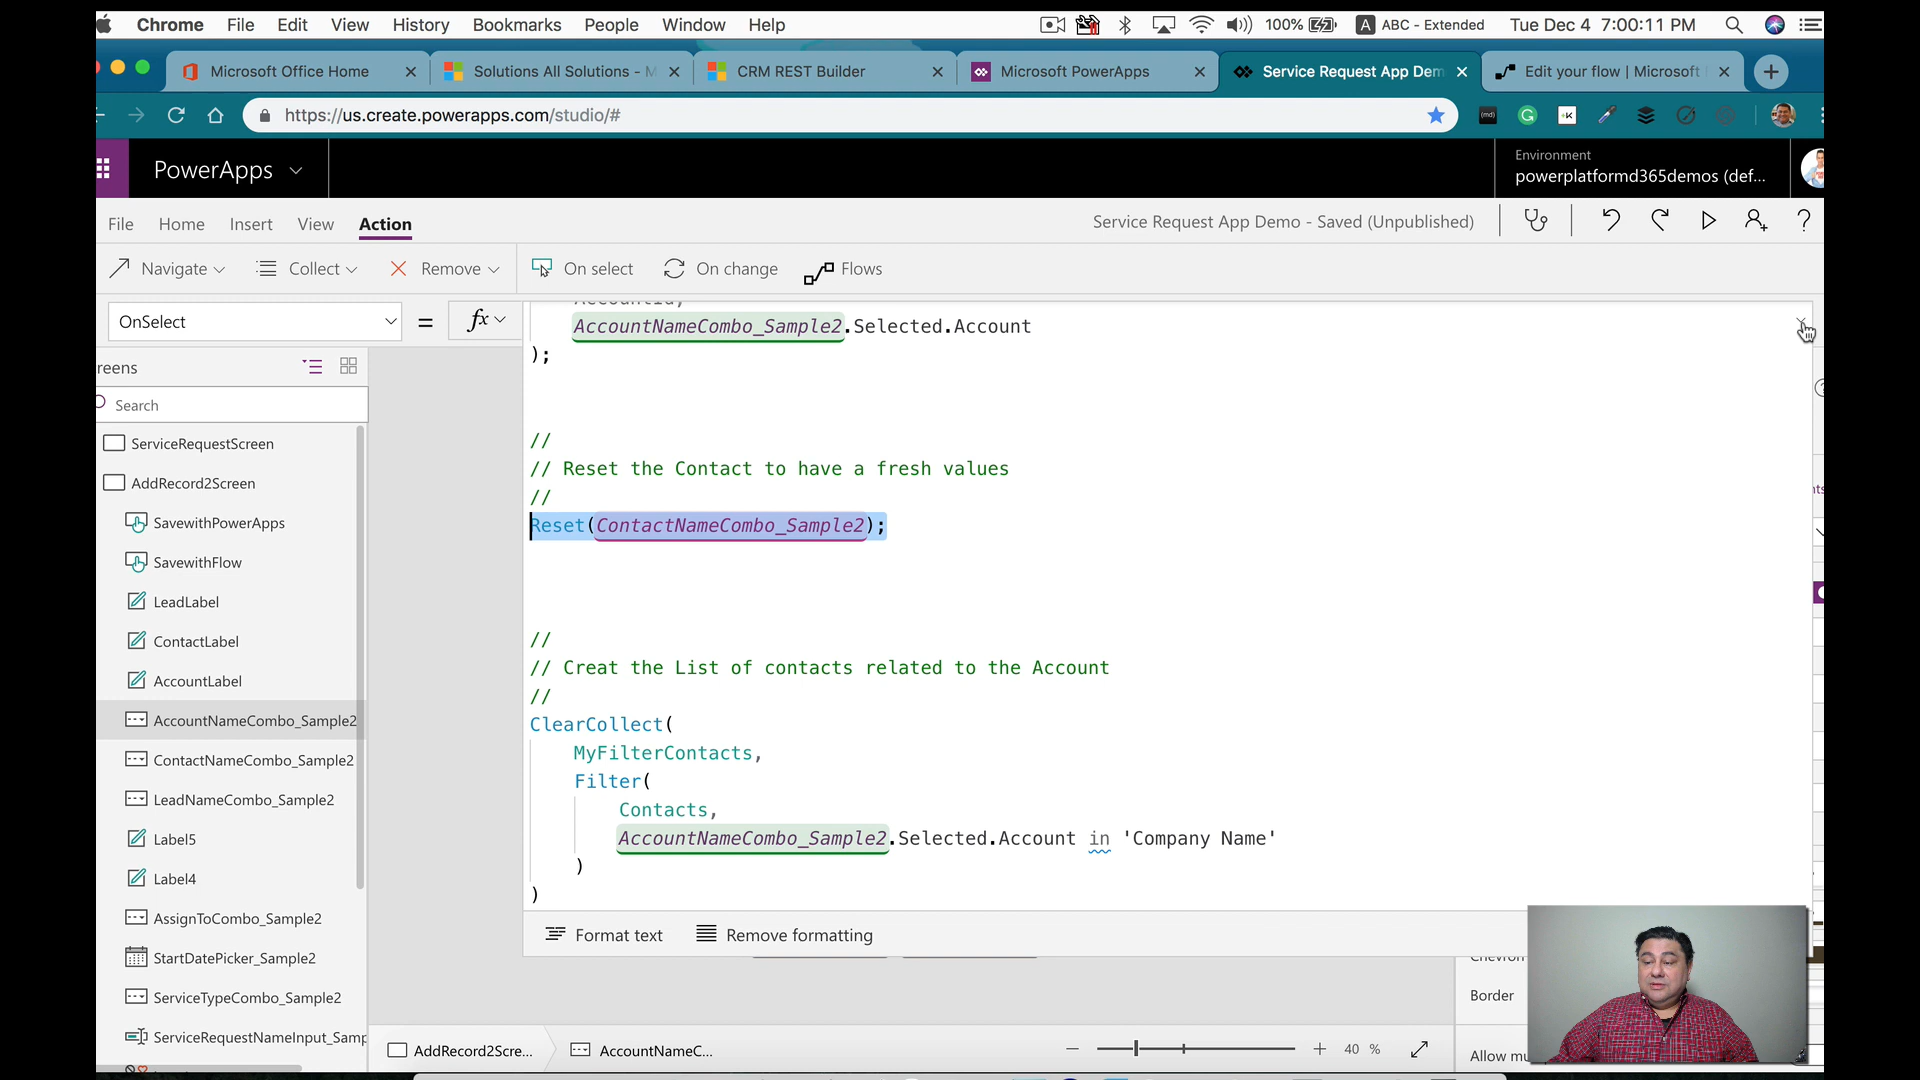 Chrome File Edit View History Bookmarks People Window Help 100% A ABC - Extended Tue Dec 4 7:00:11 PM
Microsoft Office Home Solutions All Solutions - M CRM REST Builder Microsoft PowerApps Service Request App Dem Edit your flow | Microsoft
https://us.create.powerapps.com/studio/#
PowerApps
Environment
powerplatformd365demos (def...
File Home Insert View Action
Service Request App Demo - Saved (Unpublished)
Navigate Collect Remove On select On change Flows
OnSelect = fx
AccountNameCombo_Sample2.Selected.Account
);
//
// Reset the Contact to have a fresh values
//
Reset(ContactNameCombo_Sample2);
//
// Creat the List of contacts related to the Account
//
ClearCollect(
MyFilterContacts,
Filter(
Contacts,
AccountNameCombo_Sample2.Selected.Account in 'Company Name'
)
)
Format text Remove formatting
reens
Search
ServiceRequestScreen
AddRecord2Screen
SavewithPowerApps
SavewithFlow
LeadLabel
ContactLabel
AccountLabel
AccountNameCombo_Sample2
ContactNameCombo_Sample2
LeadNameCombo_Sample2
Label5
Label4
AssignToCombo_Sample2
StartDatePicker_Sample2
ServiceTypeCombo_Sample2
ServiceRequestNameInput_Samp
AddRecord2Scre... AccountNameC... 40 %
Border
Allow mu